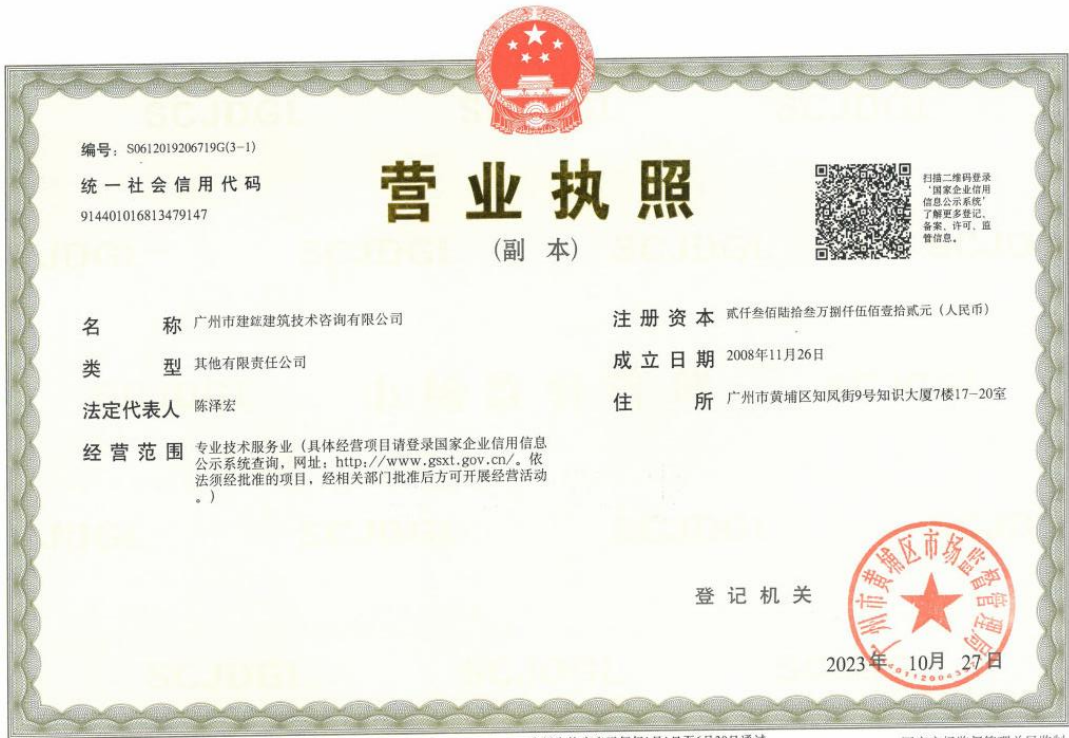 编号：S0612019206719G(3-1)
统一社会信用代码
914401016813479147
营业执照
(副 本)
扫描二维码登录
‘国家企业信用
信息公示系统’
了解更多登记、
备案、许可、监
管信息。
名 称 广州市建鋐建筑技术咨询有限公司
类 型 其他有限责任公司
法定代表人 陈泽宏
经营范围 专业技术服务业（具体经营项目请登录国家企业信用信息
公示系统查询，网址：http://www.gsxt.gov.cn/。依
法须经批准的项目，经相关部门批准后方可开展经营活动
。）
注册资本 贰仟叁佰陆拾叁万捌仟伍佰壹拾贰元（人民币）
成立日期 2008年11月26日
住 所 广州市黄埔区知凤街9号知识大厦7楼17-20室
登记机关
广州市黄埔区市场监督管理局
2023年 10月 27日